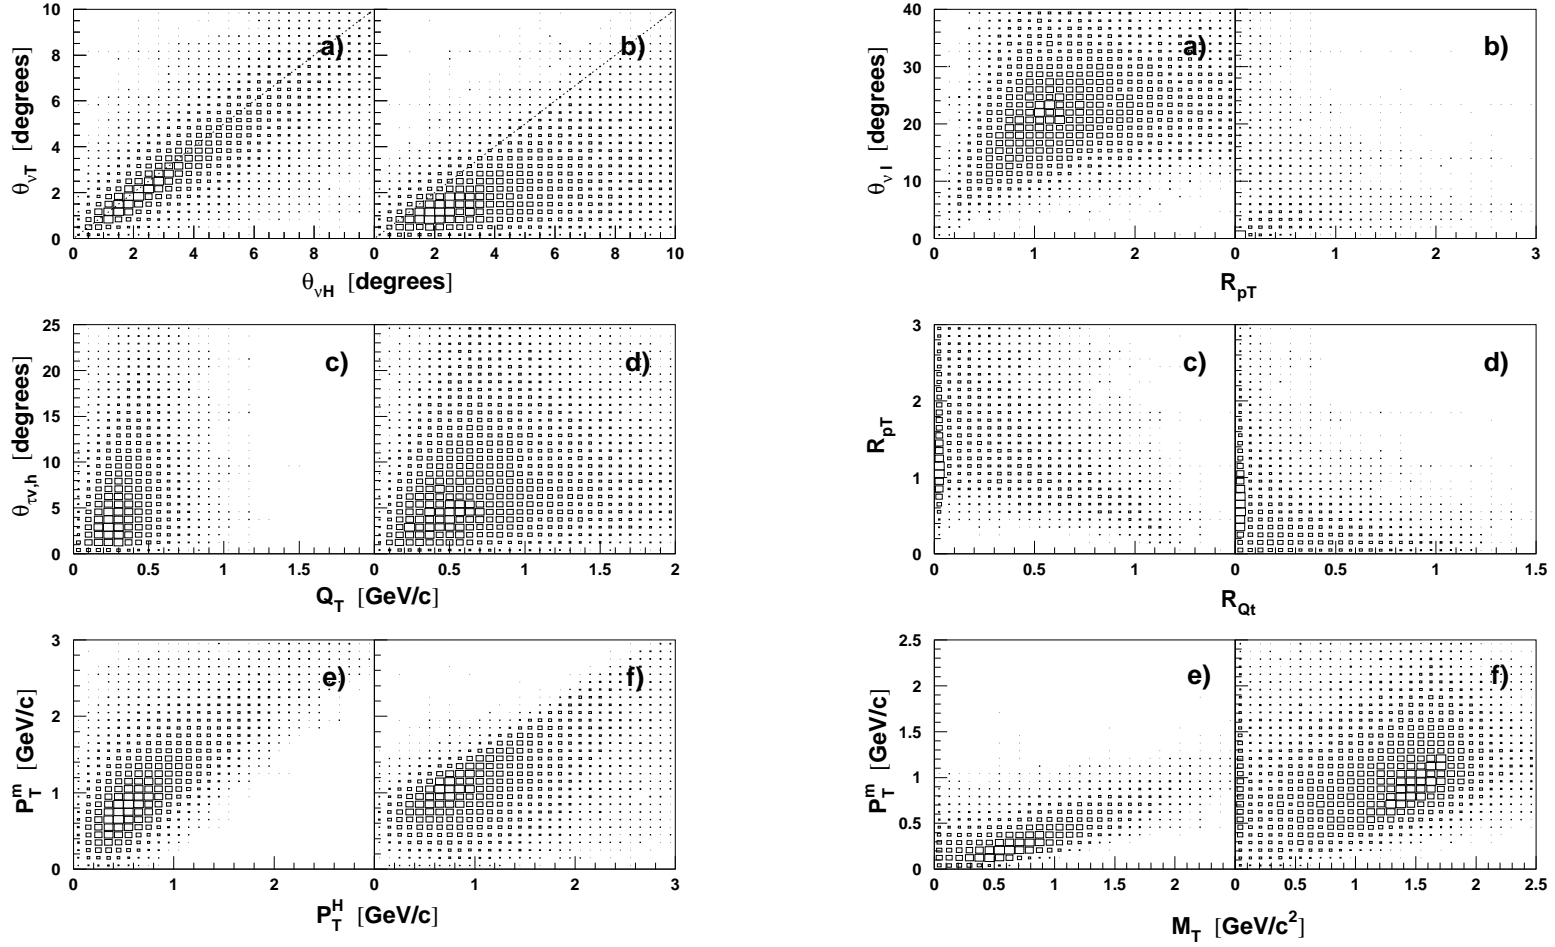 θνT [degrees]
10
8
6
4
2
0
a)
b)
2 4 6 8 0 2 4 6 8 10
θνH [degrees]
θν l [degrees]
40
30
20
10
0
a)
b)
0 1 2 0 1 2 3
RpT
θτν,h [degrees]
25
20
15
10
5
0
c)
d)
0 0.5 1 1.5 0 0.5 1 1.5 2
QT [GeV/c]
RpT
3
2
1
0
c)
d)
0 0.5 1 0 0.5 1 1.5
RQt
PTm [GeV/c]
3
2
1
0
e)
f)
0 1 2 0 1 2 3
PTH [GeV/c]
PTm [GeV/c]
2.5
2
1.5
1
0.5
0
e)
f)
0 0.5 1 1.5 2 0 0.5 1 1.5 2 2.5
MT [GeV/c2]